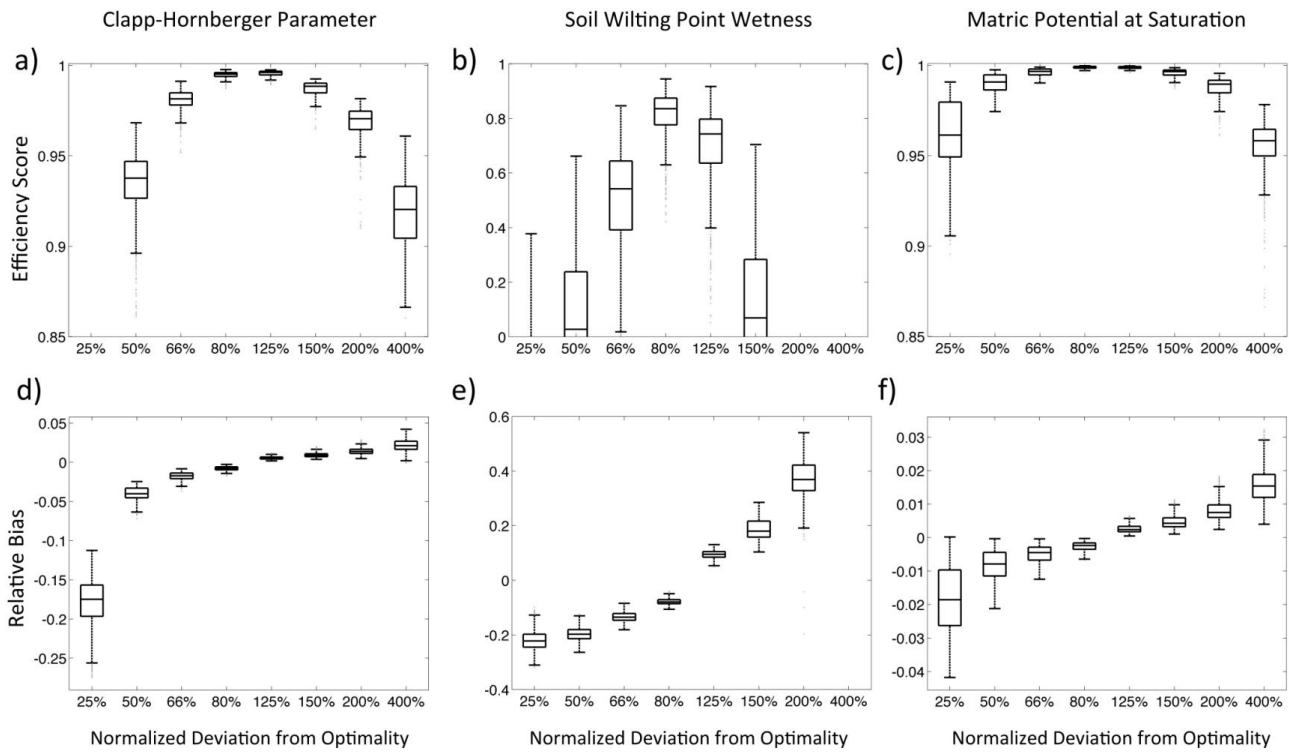 Clapp-Hornberger Parameter
Soil Wilting Point Wetness
Matric Potential at Saturation
a)
b)
c)
Efficiency Score
1
0.95
0.9
0.85
25% 50% 66% 80% 125% 150% 200% 400%
1
0.8
0.6
0.4
0.2
0
25% 50% 66% 80% 125% 150% 200% 400%
1
0.95
0.9
0.85
25% 50% 66% 80% 125% 150% 200% 400%
d)
e)
f)
Relative Bias
0.05
0
-0.05
-0.1
-0.15
-0.2
-0.25
25% 50% 66% 80% 125% 150% 200% 400%
0.6
0.4
0.2
0
-0.2
-0.4
25% 50% 66% 80% 125% 150% 200% 400%
0.03
0.02
0.01
0
-0.01
-0.02
-0.03
-0.04
25% 50% 66% 80% 125% 150% 200% 400%
Normalized Deviation from Optimality
Normalized Deviation from Optimality
Normalized Deviation from Optimality